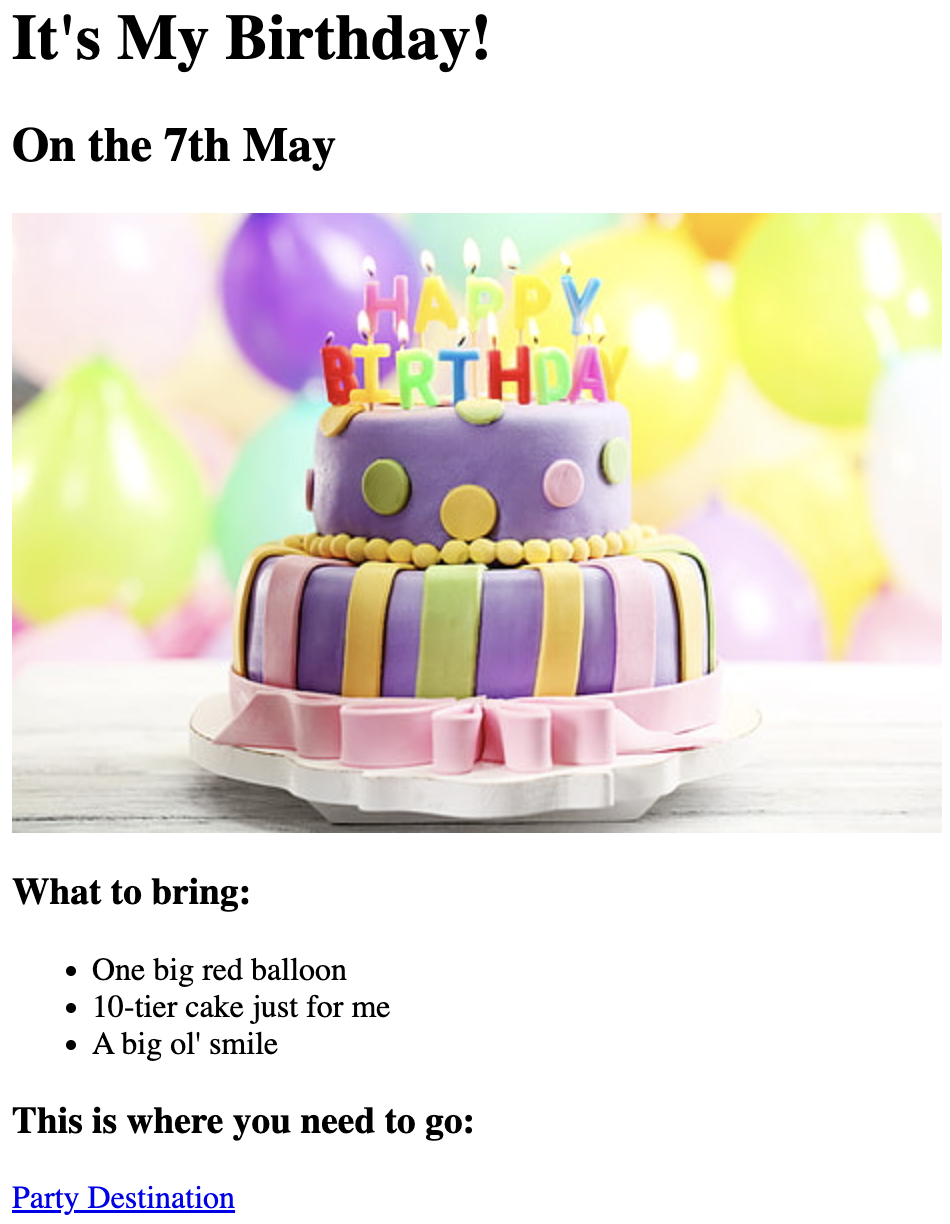 It's My Birthday!
On the 7th May
HAPPY
BIRTHDAY
What to bring:
One big red balloon
10-tier cake just for me
A big ol' smile
This is where you need to go:
Party Destination